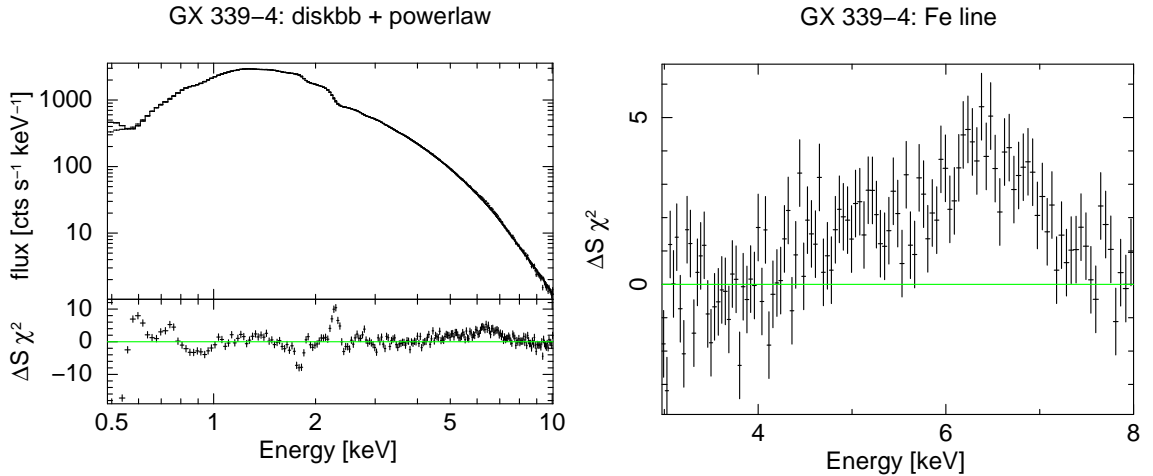 GX 339−4: diskbb + powerlaw
flux [cts s⁻¹ keV⁻¹]
1000
100
10
ΔS χ²
10
0
−10
0.5 1 2 5 10
Energy [keV]
GX 339−4: Fe line
ΔS χ²
5
0
4 6 8
Energy [keV]